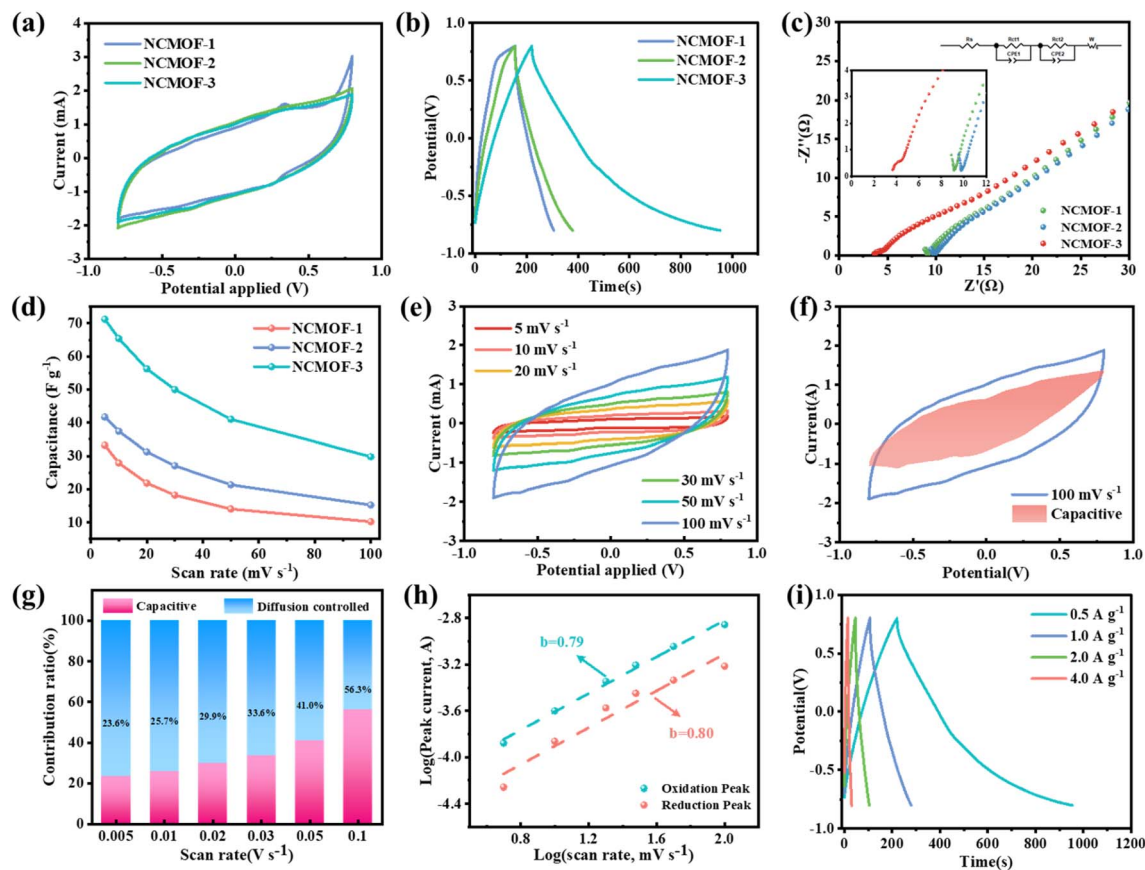 (a)
NCMOF-1
NCMOF-2
NCMOF-3
Current (mA)
3
2
1
0
-1
-2
-3
-1.0
-0.5
0.0
0.5
1.0
Potential applied (V)
(b)
NCMOF-1
NCMOF-2
NCMOF-3
Potential(V)
1.0
0.5
0.0
-0.5
-1.0
0
200
400
600
800
1000
Time(s)
(c)
Rs
Rct1
Rct2
W
CPE1
CPE2
-Z''(Ω)
30
25
20
15
10
5
0
4
3
2
1
0
0
2
4
6
8
10
12
NCMOF-1
NCMOF-2
NCMOF-3
0
5
10
15
20
25
30
Z'(Ω)
(d)
NCMOF-1
NCMOF-2
NCMOF-3
Capacitance (F g⁻¹)
70
60
50
40
30
20
10
0
20
40
60
80
100
Scan rate (mV s⁻¹)
(e)
5 mV s⁻¹
10 mV s⁻¹
20 mV s⁻¹
30 mV s⁻¹
50 mV s⁻¹
100 mV s⁻¹
Current (mA)
3
2
1
0
-1
-2
-3
-1.0
-0.5
0.0
0.5
1.0
Potential applied (V)
(f)
Current(A)
3
2
1
0
-1
-2
-3
100 mV s⁻¹
Capacitive
-1.0
-0.5
0.0
0.5
1.0
Potential(V)
(g)
Capacitive
Diffusion controlled
Contribution ratio(%)
100
80
60
40
20
0
23.6%
25.7%
29.9%
33.6%
41.0%
56.3%
0.005
0.01
0.02
0.03
0.05
0.1
Scan rate(V s⁻¹)
(h)
b=0.79
b=0.80
Oxidation Peak
Reduction Peak
Log(Peak current, A)
-2.8
-3.2
-3.6
-4.0
-4.4
0.8
1.2
1.6
2.0
Log(scan rate, mV s⁻¹)
(i)
0.5 A g⁻¹
1.0 A g⁻¹
2.0 A g⁻¹
4.0 A g⁻¹
Potential(V)
1.0
0.5
0.0
-0.5
-1.0
0
200
400
600
800
1000
1200
Time(s)